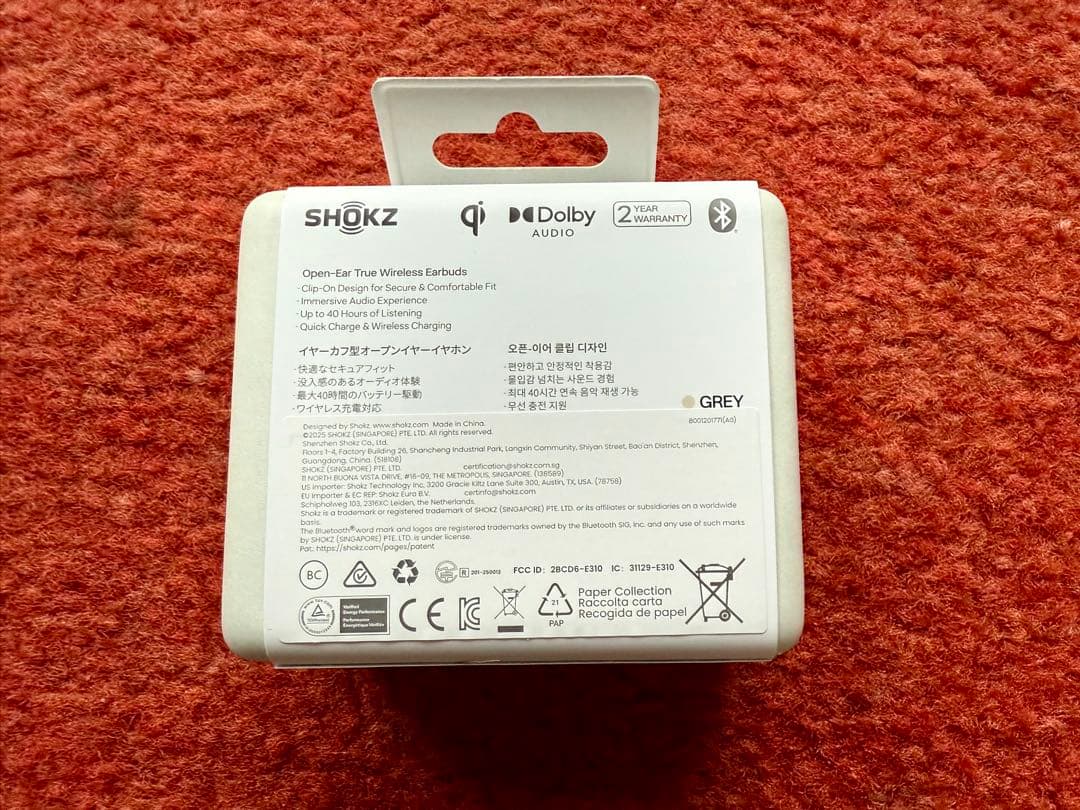 SHOKZ
qi
Dolby
AUDIO
2 YEAR WARRANTY
Open-Ear True Wireless Earbuds
· Clip-On Design for Secure & Comfortable Fit
· Immersive Audio Experience
· Up to 40 Hours of Listening
· Quick Charge & Wireless Charging
イヤーカフ型オープンイヤーイヤホン
· 快適なセキュアフィット
· 没入感のあるオーディオ体験
· 最大40時間のバッテリー駆動
· ワイヤレス充電対応
오픈-이어 클립 디자인
· 편안하고 안정적인 착용감
· 몰입감 넘치는 사운드 경험
· 최대 40시간 연속 음악 재생 가능
· 무선 충전 지원
GREY
8001201771(A0)
Designed by Shokz, www.shokz.com Made in China.
©2025 SHOKZ (SINGAPORE) PTE. LTD. All rights reserved.
Shenzhen Shokz Co., Ltd.
Floors 1-4, Factory Building 26, Shancheng Industrial Park, Longxin Community, Shiyan Street, Bao'an District, Shenzhen,
Guangdong, China. (518108)
SHOKZ (SINGAPORE) PTE. LTD. certification@shokz.com.sg
11 NORTH BUONA VISTA DRIVE, #16-09, THE METROPOLIS, SINGAPORE. (138589)
US Importer: Shokz Technology Inc, 3200 Gracie Kiltz Lane Suite 300, Austin, TX, USA. (78758)
EU Importer & EC REP: Shokz Euro B.V. certinfo@shokz.com
Schipholweg 103, 2316XC Leiden, the Netherlands.
Shokz is a trademark or registered trademark of SHOKZ (SINGAPORE) PTE. LTD. or its affiliates or subsidiaries on a worldwide
basis.
The Bluetooth® word mark and logos are registered trademarks owned by the Bluetooth SIG, Inc. and any use of such marks
by SHOKZ (SINGAPORE) PTE. LTD. is under license.
Pat.: https://shokz.com/pages/patent
BC
R 201-250013
FCC ID: 2BCD6-E310 IC: 31129-E310
Verified
Energy Performance
Performance
Énergétique Vérifiée
CE
21
PAP
Paper Collection
Raccolta carta
Recogida de papel